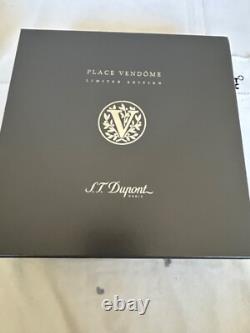 PLACE VENDÔME
LIMITED EDITION
V
S.T. Dupont
PARIS